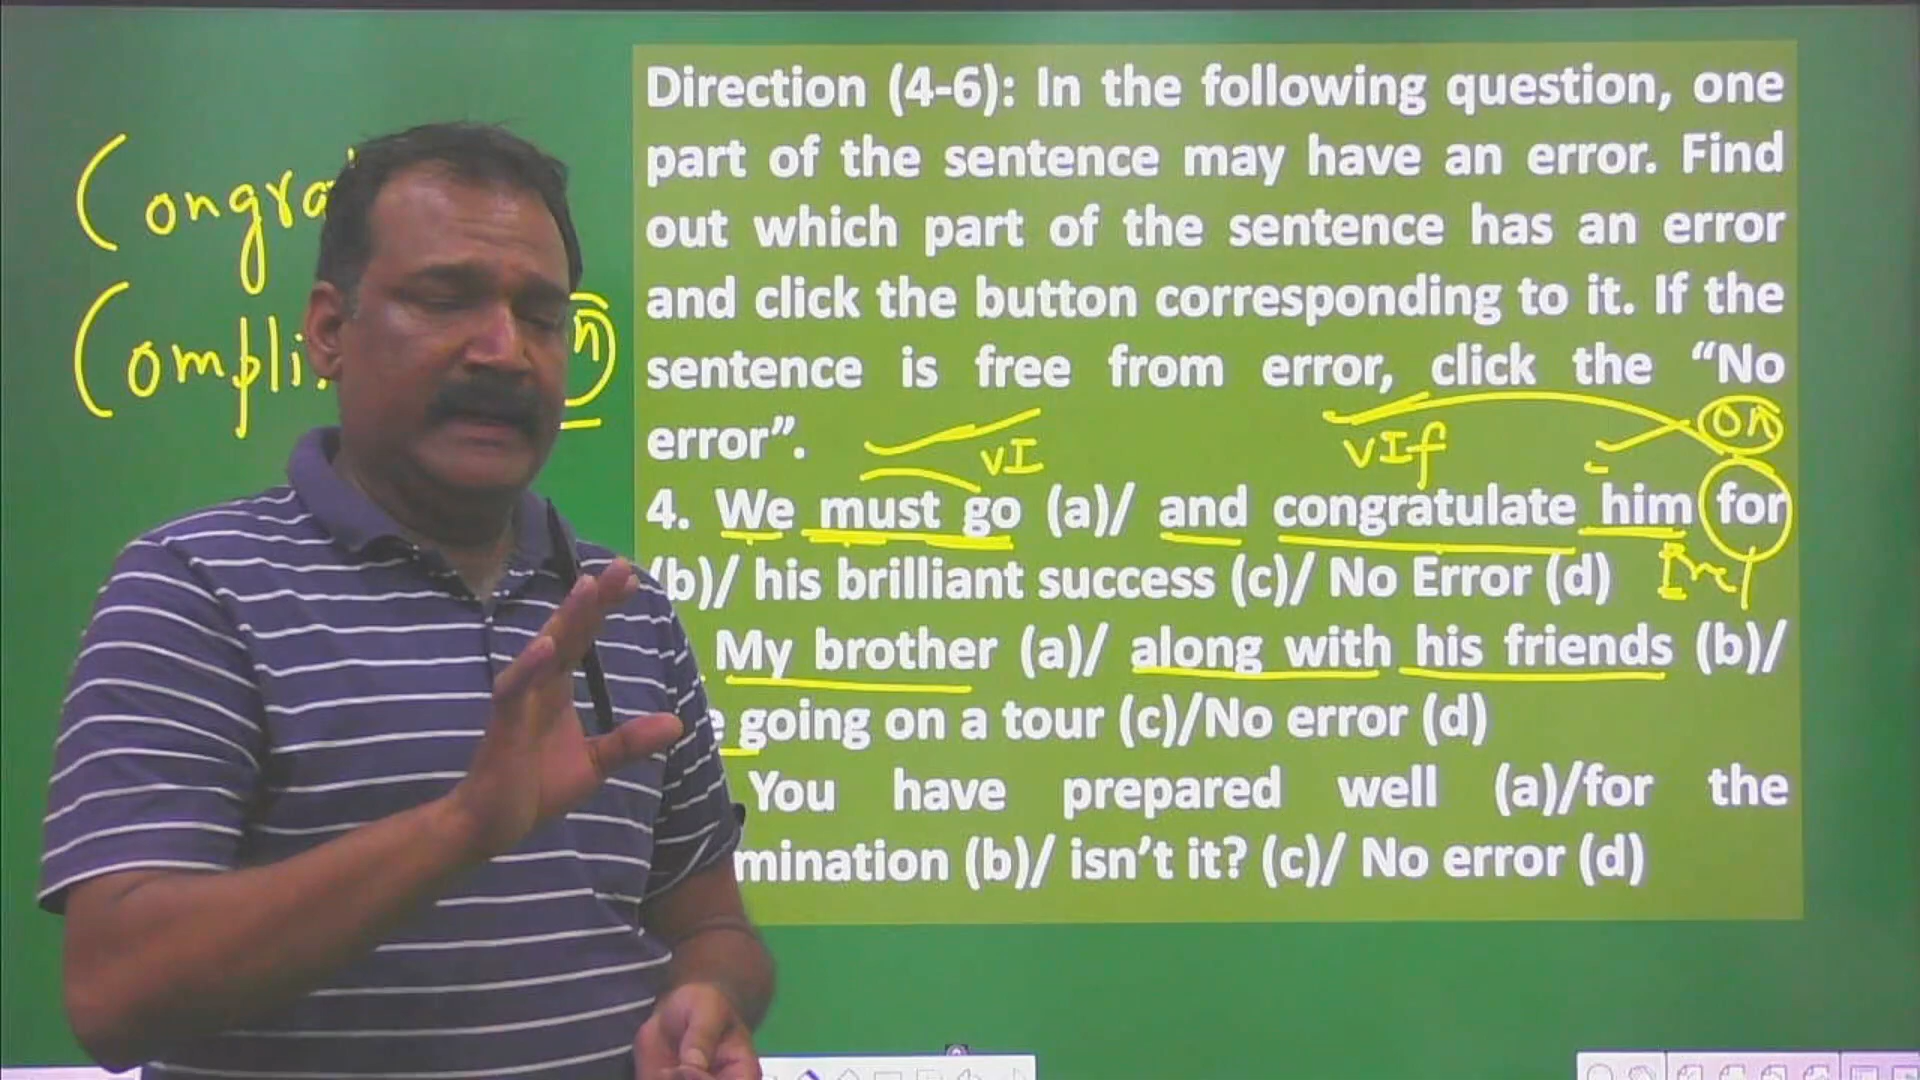 Direction (4-6): In the following question, one
part of the sentence may have an error. Find
out which part of the sentence has an error
and click the button corresponding to it. If the
sentence is free from error, click the “No
error”.
4. We must go (a)/ and congratulate him for
(b)/ his brilliant success (c)/ No Error (d)
My brother (a)/ along with his friends (b)/
going on a tour (c)/No error (d)
You have prepared well (a)/for the
mination (b)/ isn’t it? (c)/ No error (d)
Congra
Compli
VI
VIf
on